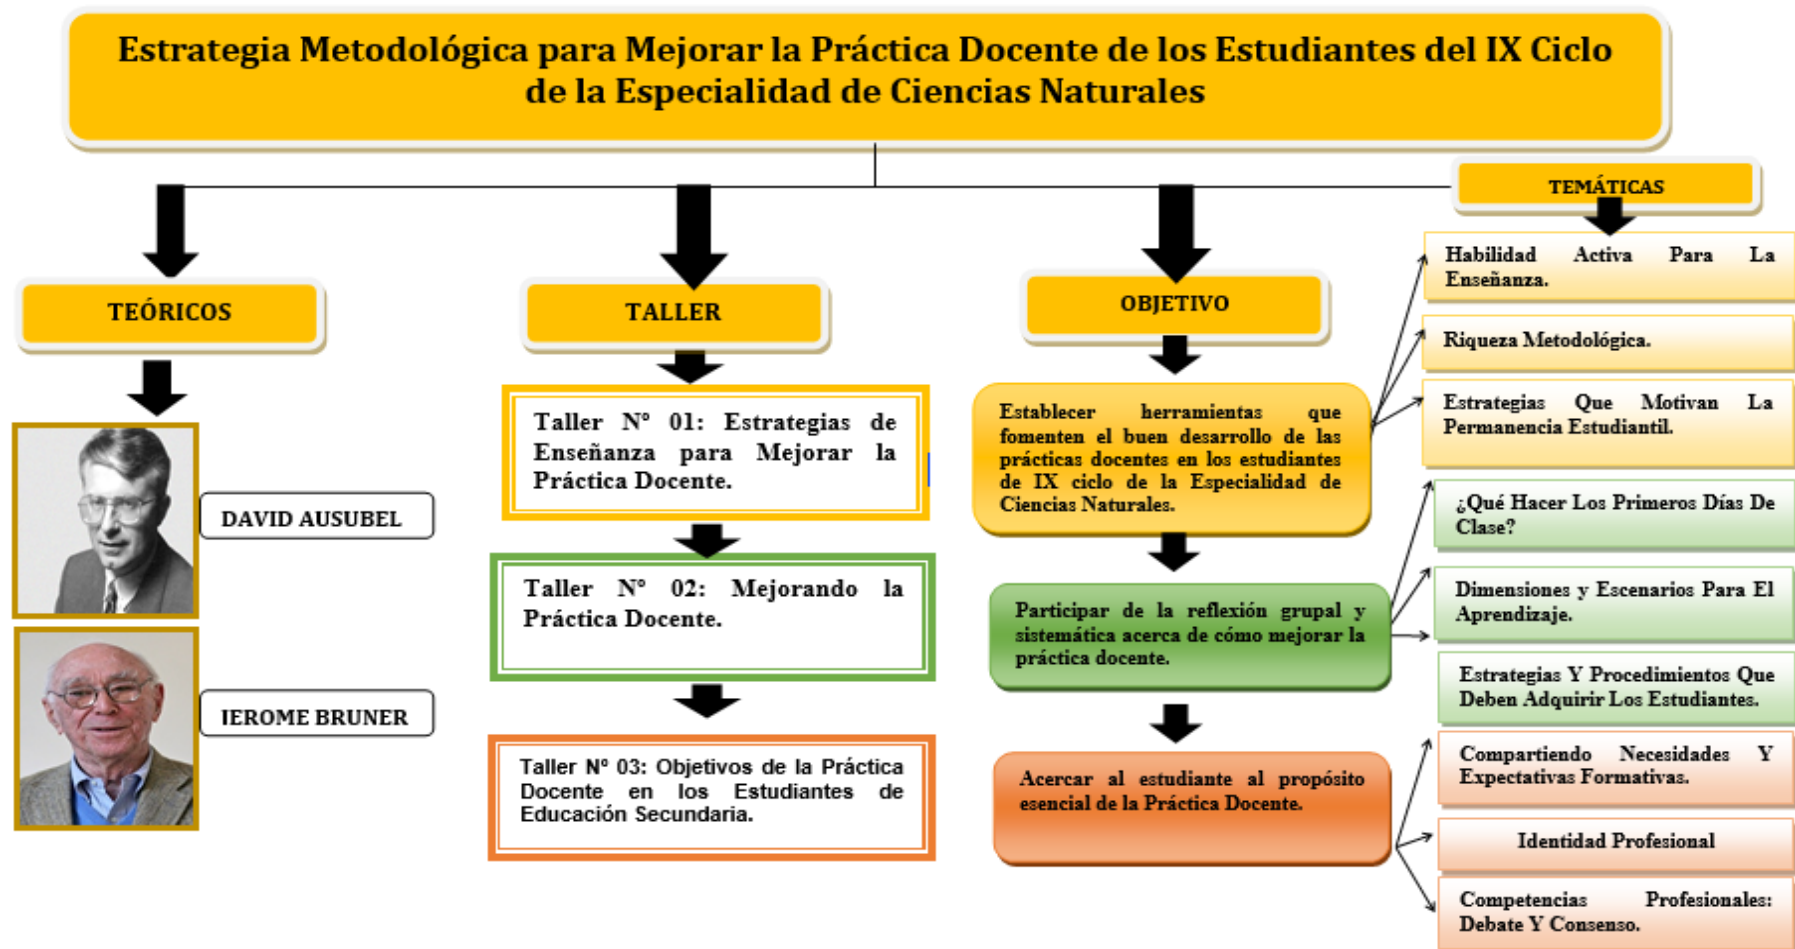 Estrategia Metodológica para Mejorar la Práctica Docente de los Estudiantes del IX Ciclo
de la Especialidad de Ciencias Naturales
TEÓRICOS
DAVID AUSUBEL
JEROME BRUNER
TALLER
Taller N° 01: Estrategias de
Enseñanza para Mejorar la
Práctica Docente.
Taller N° 02: Mejorando la
Práctica Docente.
Taller N° 03: Objetivos de la Práctica
Docente en los Estudiantes de
Educación Secundaria.
OBJETIVO
Establecer herramientas que
fomenten el buen desarrollo de las
prácticas docentes en los estudiantes
de IX ciclo de la Especialidad de
Ciencias Naturales.
Participar de la reflexión grupal y
sistemática acerca de cómo mejorar la
práctica docente.
Acercar al estudiante al propósito
esencial de la Práctica Docente.
TEMÁTICAS
Habilidad Activa Para La
Enseñanza.
Riqueza Metodológica.
Estrategias Que Motivan La
Permanencia Estudiantil.
¿Qué Hacer Los Primeros Días De
Clase?
Dimensiones y Escenarios Para El
Aprendizaje.
Estrategias Y Procedimientos Que
Deben Adquirir Los Estudiantes.
Compartiendo Necesidades Y
Expectativas Formativas.
Identidad Profesional
Competencias Profesionales:
Debate Y Consenso.